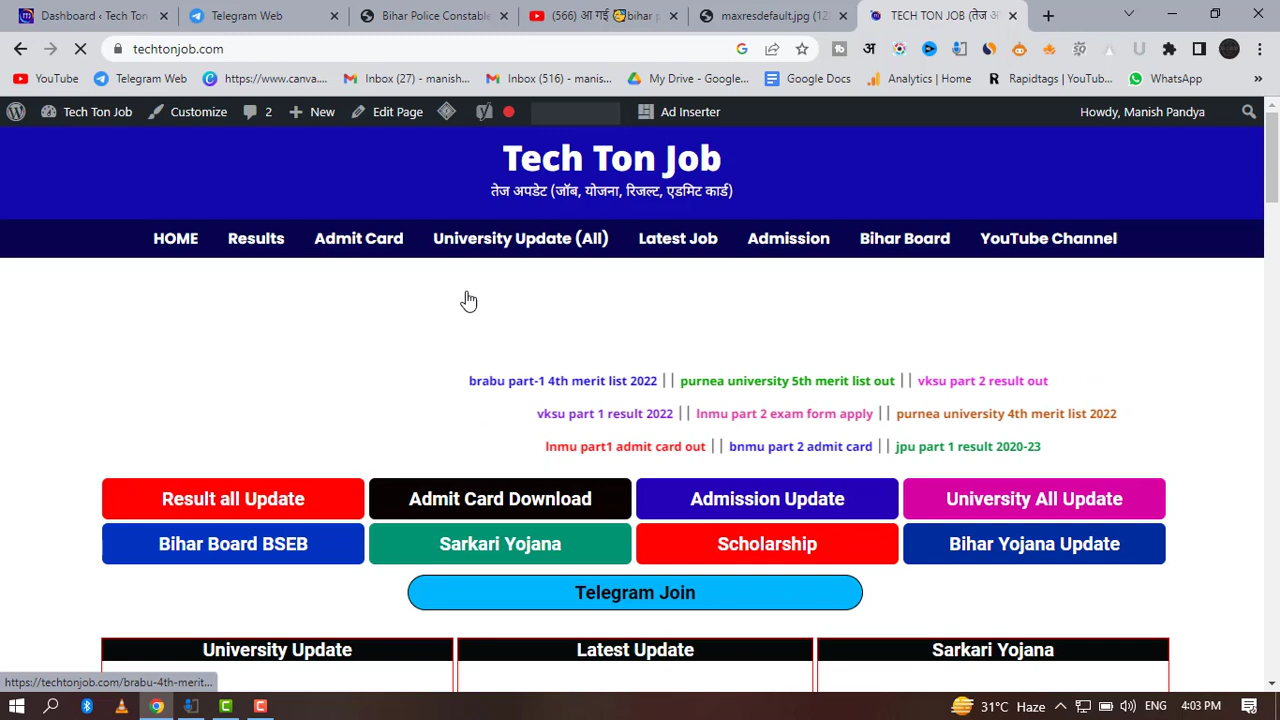 Dashboard ‹ Tech Ton
Telegram Web
Bihar Police Constable
(566) आ गई bihar p
maxresdefault.jpg (12
TECH TON JOB (तेज अ
techtonjob.com
YouTube
Telegram Web
https://www.canva....
Inbox (27) - manish...
Inbox (516) - manis...
My Drive - Google...
Google Docs
Analytics | Home
Rapidtags | YouTub...
WhatsApp
»
Tech Ton Job
Customize
2
New
Edit Page
Ad Inserter
Howdy, Manish Pandya
Tech Ton Job
तेज अपडेट (जॉब, योजना, रिजल्ट, एडमिट कार्ड)
HOME Results Admit Card University Update (All) Latest Job Admission Bihar Board YouTube Channel
brabu part-1 4th merit list 2022 || purnea university 5th merit list out || vksu part 2 result out
vksu part 1 result 2022 || lnmu part 2 exam form apply || purnea university 4th merit list 2022
lnmu part1 admit card out || bnmu part 2 admit card || jpu part 1 result 2020-23
Result all Update Admit Card Download Admission Update University All Update
Bihar Board BSEB Sarkari Yojana Scholarship Bihar Yojana Update
Telegram Join
University Update Latest Update Sarkari Yojana
https://techtonjob.com/brabu-4th-merit...
31°C Haze ENG 4:03 PM